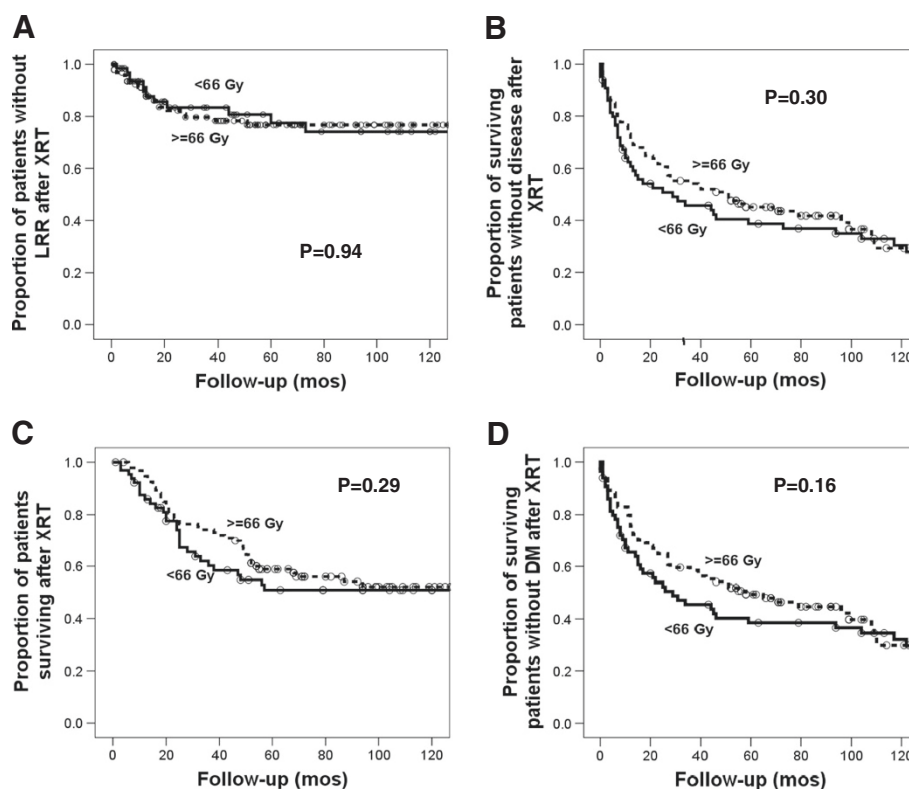 A
Proportion of patients without
LRR after XRT
1.0
0.8
0.6
0.4
0.2
0.0
<66 Gy
>=66 Gy
P=0.94
0 20 40 60 80 100 120
Follow-up (mos)
B
Proportion of surviving
patients without disease after
XRT
1.0
0.8
0.6
0.4
0.2
0.0
P=0.30
>=66 Gy
<66 Gy
0 20 40 60 80 100 120
Follow-up (mos)
C
Proportion of patients
surviving after XRT
1.0
0.8
0.6
0.4
0.2
0.0
P=0.29
>=66 Gy
<66 Gy
0 20 40 60 80 100 120
Follow-up (mos)
D
Proportion of survivng
patients without DM after XRT
1.0
0.8
0.6
0.4
0.2
0.0
P=0.16
>=66 Gy
<66 Gy
0 20 40 60 80 100 120
Follow-up (mos)